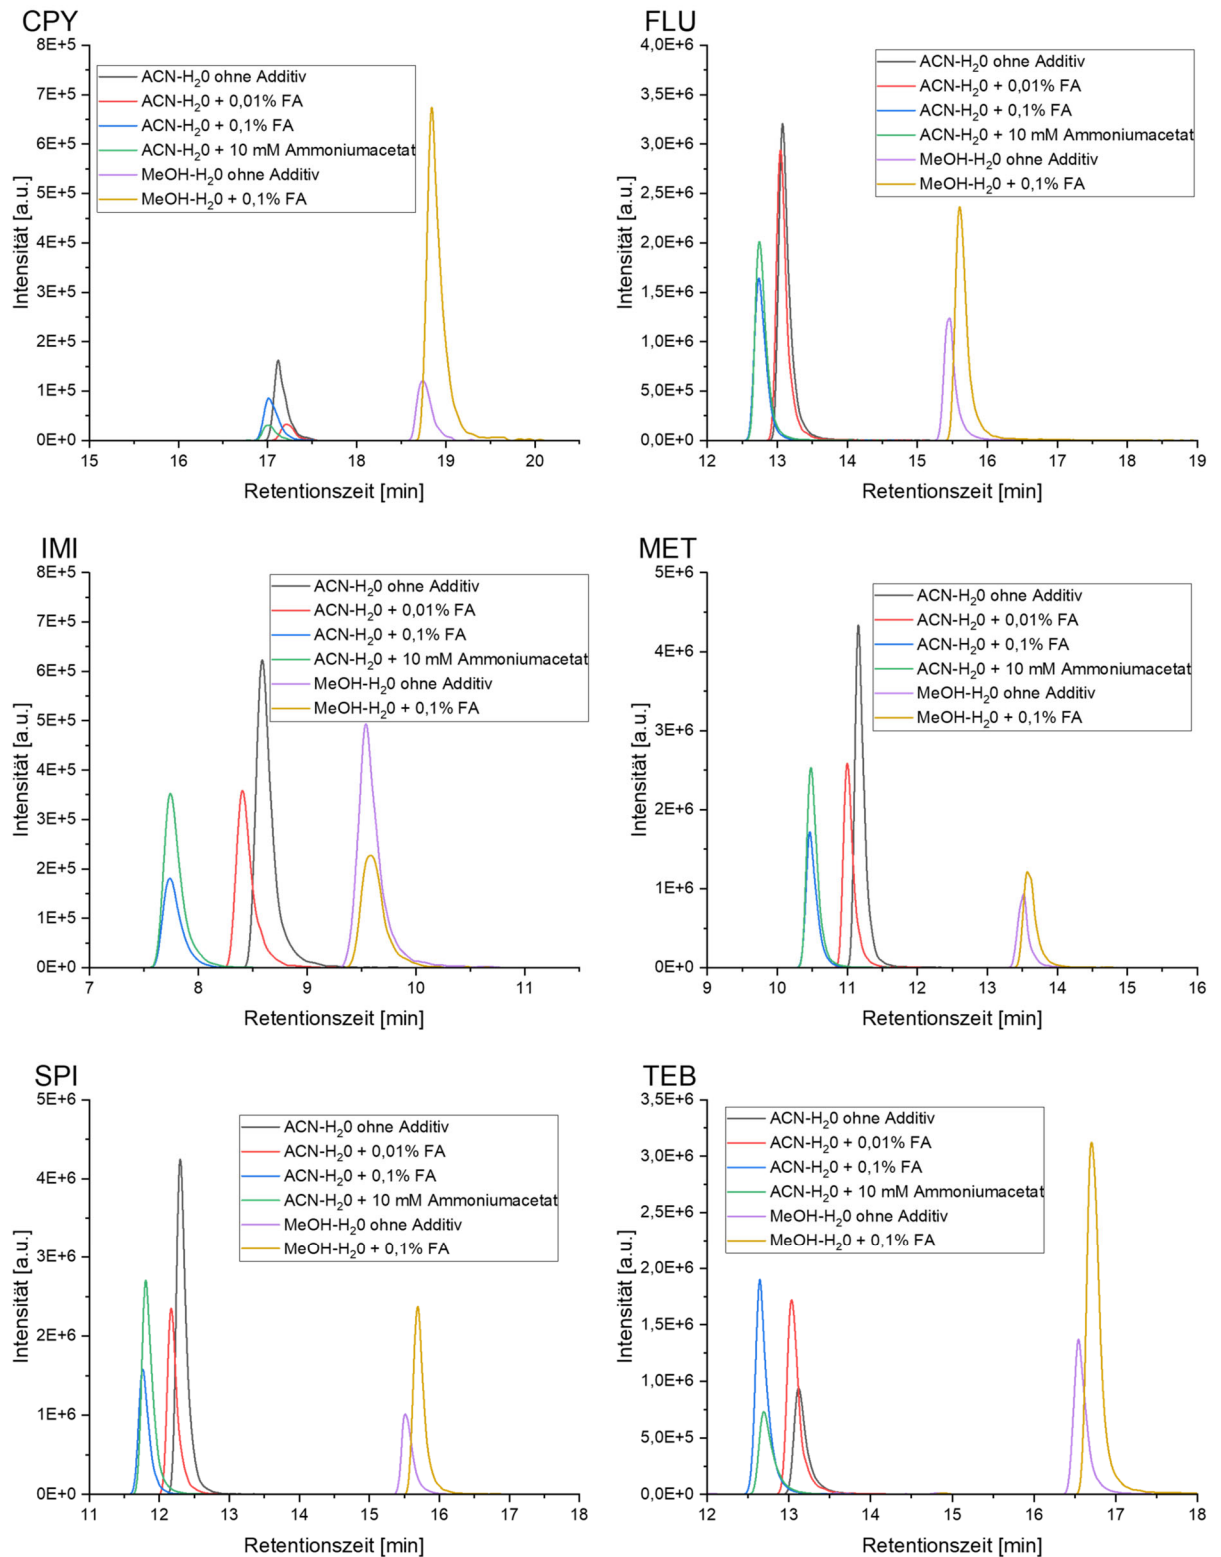 CPY
8E+5
7E+5
6E+5
5E+5
4E+5
3E+5
2E+5
1E+5
0E+0
Intensität [a.u.]
ACN-H20 ohne Additiv
ACN-H20 + 0,01% FA
ACN-H20 + 0,1% FA
ACN-H20 + 10 mM Ammoniumacetat
MeOH-H20 ohne Additiv
MeOH-H20 + 0,1% FA
15 16 17 18 19 20
Retentionszeit [min]
FLU
4,0E+6
3,5E+6
3,0E+6
2,5E+6
2,0E+6
1,5E+6
1,0E+6
5,0E+5
0,0E+0
Intensität [a.u.]
ACN-H20 ohne Additiv
ACN-H20 + 0,01% FA
ACN-H20 + 0,1% FA
ACN-H20 + 10 mM Ammoniumacetat
MeOH-H20 ohne Additiv
MeOH-H20 + 0,1% FA
12 13 14 15 16 17 18 19
Retentionszeit [min]
IMI
8E+5
7E+5
6E+5
5E+5
4E+5
3E+5
2E+5
1E+5
0E+0
Intensität [a.u.]
ACN-H20 ohne Additiv
ACN-H20 + 0,01% FA
ACN-H20 + 0,1% FA
ACN-H20 + 10 mM Ammoniumacetat
MeOH-H20 ohne Additiv
MeOH-H20 + 0,1% FA
7 8 9 10 11
Retentionszeit [min]
MET
5E+6
4E+6
3E+6
2E+6
1E+6
0E+0
Intensität [a.u.]
ACN-H20 ohne Additiv
ACN-H20 + 0,01% FA
ACN-H20 + 0,1% FA
ACN-H20 + 10 mM Ammoniumacetat
MeOH-H20 ohne Additiv
MeOH-H20 + 0,1% FA
9 10 11 12 13 14 15 16
Retentionszeit [min]
SPI
5E+6
4E+6
3E+6
2E+6
1E+6
0E+0
Intensität [a.u.]
ACN-H20 ohne Additiv
ACN-H20 + 0,01% FA
ACN-H20 + 0,1% FA
ACN-H20 + 10 mM Ammoniumacetat
MeOH-H20 ohne Additiv
MeOH-H20 + 0,1% FA
11 12 13 14 15 16 17 18
Retentionszeit [min]
TEB
3,5E+6
3,0E+6
2,5E+6
2,0E+6
1,5E+6
1,0E+6
5,0E+5
0,0E+0
Intensität [a.u.]
ACN-H20 ohne Additiv
ACN-H20 + 0,01% FA
ACN-H20 + 0,1% FA
ACN-H20 + 10 mM Ammoniumacetat
MeOH-H20 ohne Additiv
MeOH-H20 + 0,1% FA
12 13 14 15 16 17 18
Retentionszeit [min]